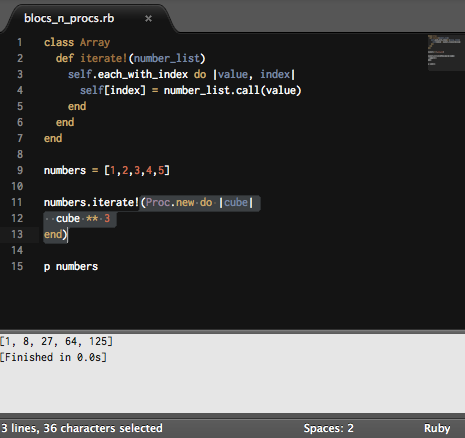 blocs_n_procs.rb ×
1 class Array
2   def iterate!(number_list)
3     self.each_with_index do |value, index|
4       self[index] = number_list.call(value)
5     end
6   end
7 end
8
9 numbers = [1,2,3,4,5]
10
11 numbers.iterate!(Proc.new do |cube|
12   cube ** 3
13 end)
14
15 p numbers
[1, 8, 27, 64, 125]
[Finished in 0.0s]
3 lines, 36 characters selected Spaces: 2 Ruby